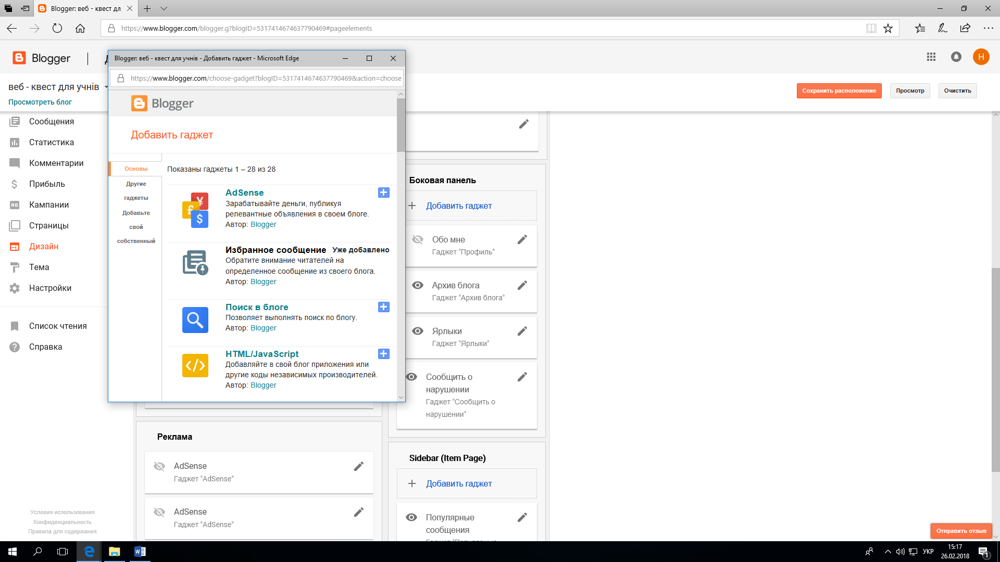 Blogger: веб - квест дл
https://www.blogger.com/blogger.g?blogID=5317414674637790469#pageelements
Blogger
Н
веб - квест для учнів
Просмотреть блог
Сохранить расположение
Просмотр
Очистить
Сообщения
Статистика
Комментарии
Прибыль
Кампании
Страницы
Дизайн
Тема
Настройки
Список чтения
Справка
Условия использования
Конфиденциальность
Правила для содержания
Blogger: веб - квест для учнів - Добавить гаджет - Microsoft Edge
https://www.blogger.com/choose-gadget?blogID=5317414674637790469&action=choose
Blogger
Добавить гаджет
Основы
Другие
гаджеты
Добавьте
свой
собственный
Показаны гаджеты 1 – 28 из 28
AdSense
Зарабатывайте деньги, публикуя
релевантные объявления в своем блоге.
Автор: Blogger
Избранное сообщение Уже добавлено
Обратите внимание читателей на
определенное сообщение из своего блога.
Автор: Blogger
Поиск в блоге
Позволяет выполнять поиск по блогу.
Автор: Blogger
HTML/JavaScript
Добавляйте в свой блог приложения или
другие коды независимых производителей.
Автор: Blogger
Реклама
AdSense
Гаджет "AdSense"
AdSense
Гаджет "AdSense"
Боковая панель
Добавить гаджет
Обо мне
Гаджет "Профиль"
Архив блога
Гаджет "Архив блога"
Ярлыки
Гаджет "Ярлыки"
Сообщить о
нарушении
Гаджет "Сообщить о
нарушении"
Sidebar (Item Page)
Добавить гаджет
Популярные
сообщения
Гаджет "Популярные
Отправить отзыв
УКР
15:17
26.02.2018
1